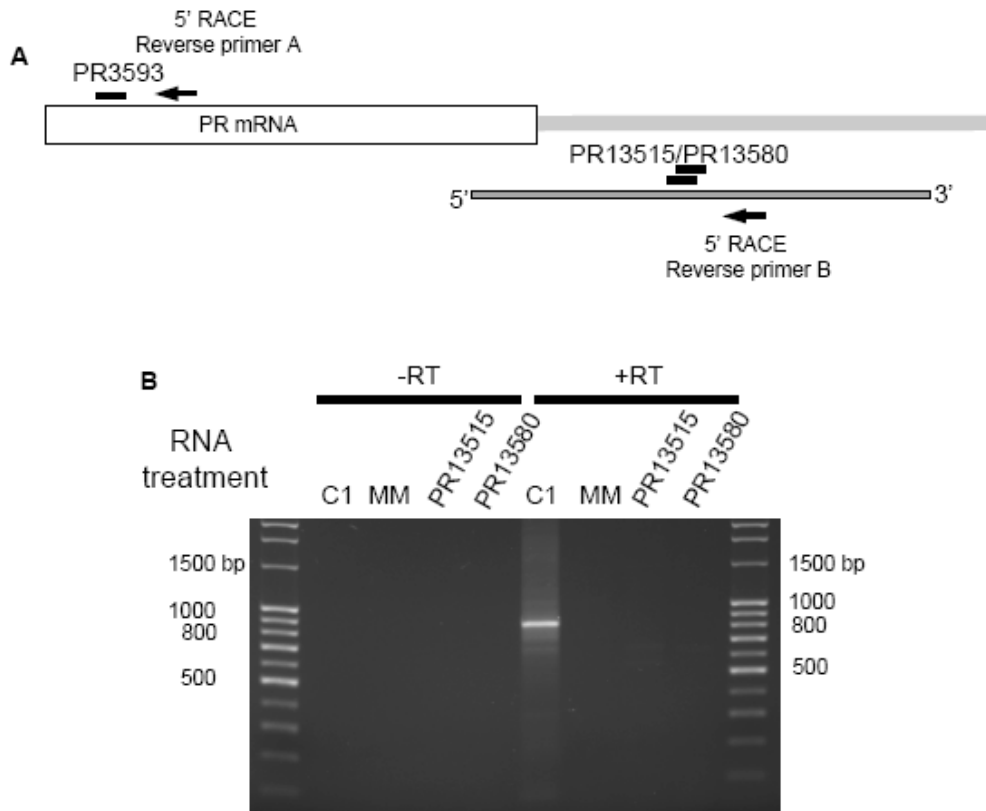 A
5' RACE
Reverse primer A
PR3593
PR mRNA
PR13515/PR13580
5'
3'
5' RACE
Reverse primer B
B
-RT
+RT
RNA
treatment
C1
MM
PR13515
PR13580
C1
MM
PR13515
PR13580
1500 bp
1000
800
500
1500 bp
1000
800
500